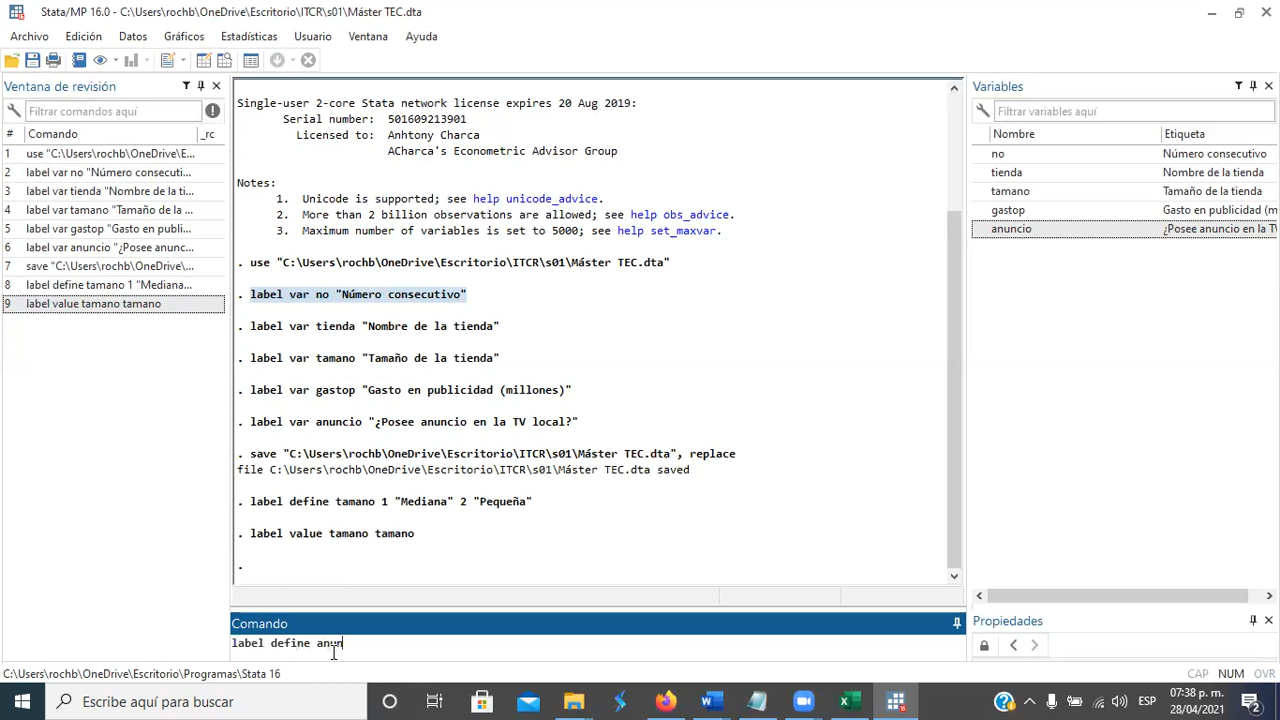 Stata/MP 16.0 - C:\Users\rochb\OneDrive\Escritorio\ITCR\s01\Máster TEC.dta
Archivo Edición Datos Gráficos Estadísticas Usuario Ventana Ayuda
Ventana de revisión
Filtrar comandos aquí
# Comando _rc
1 use "C:\Users\rochb\OneDrive\E...
2 label var no "Número consecuti...
3 label var tienda "Nombre de la ti...
4 label var tamano "Tamaño de la ...
5 label var gastop "Gasto en publi...
6 label var anuncio "¿Posee anunc...
7 save "C:\Users\rochb\OneDrive\...
8 label define tamano 1 "Mediana...
9 label value tamano tamano
Single-user 2-core Stata network license expires 20 Aug 2019:
Serial number: 501609213901
Licensed to: Anhtony Charca
ACharca's Econometric Advisor Group
Notes:
1. Unicode is supported; see help unicode_advice.
2. More than 2 billion observations are allowed; see help obs_advice.
3. Maximum number of variables is set to 5000; see help set_maxvar.
. use "C:\Users\rochb\OneDrive\Escritorio\ITCR\s01\Máster TEC.dta"
. label var no "Número consecutivo"
. label var tienda "Nombre de la tienda"
. label var tamano "Tamaño de la tienda"
. label var gastop "Gasto en publicidad (millones)"
. label var anuncio "¿Posee anuncio en la TV local?"
. save "C:\Users\rochb\OneDrive\Escritorio\ITCR\s01\Máster TEC.dta", replace
file C:\Users\rochb\OneDrive\Escritorio\ITCR\s01\Máster TEC.dta saved
. label define tamano 1 "Mediana" 2 "Pequeña"
. label value tamano tamano
.
Comando
label define anun
Variables
Filtrar variables aquí
Nombre Etiqueta
no Número consecutivo
tienda Nombre de la tienda
tamano Tamaño de la tienda
gastop Gasto en publicidad (m
anuncio ¿Posee anuncio en la TV
Propiedades
C:\Users\rochb\OneDrive\Escritorio\Programas\Stata 16
CAP NUM OVR
Escribe aquí para buscar
ESP
07:38 p. m.
28/04/2021
2